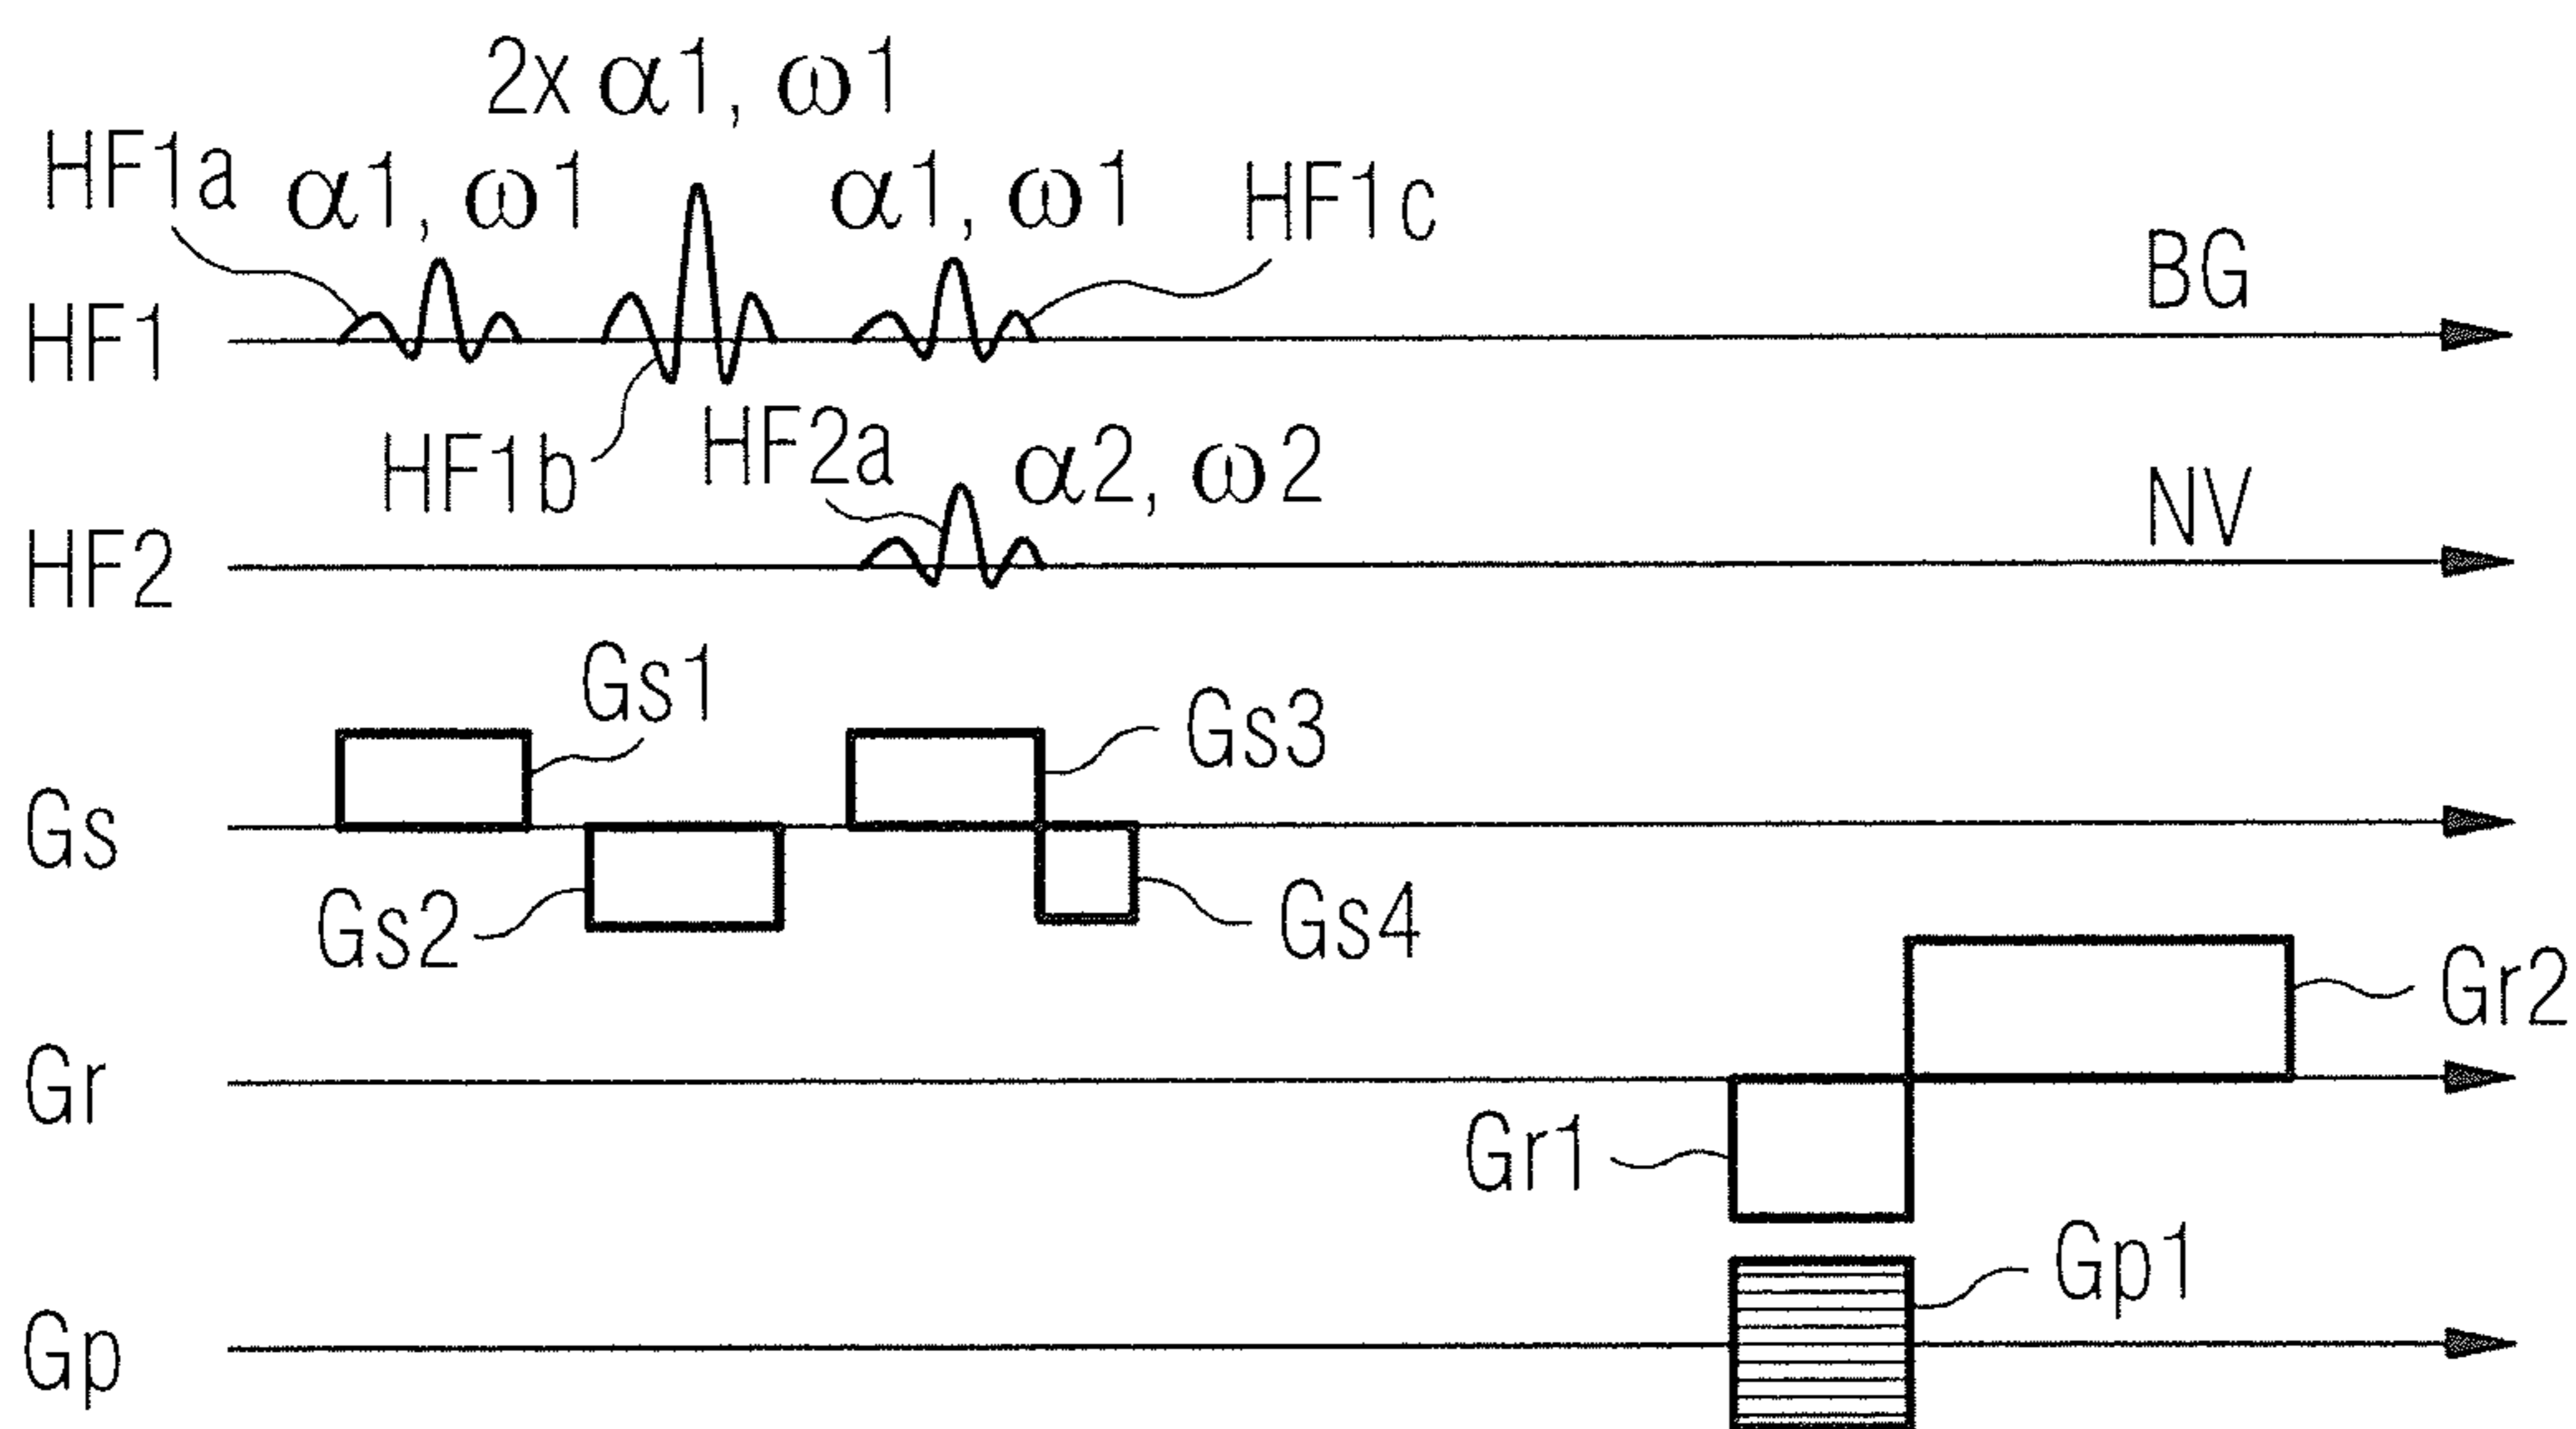 2x α1, ω1
HF1a α1, ω1 α1, ω1 HF1c
BG
HF1
HF1b HF2a α2, ω2
NV
HF2
Gs1
Gs3
Gs
Gs2 Gs4
Gr2
Gr
Gr1
Gp1
Gp